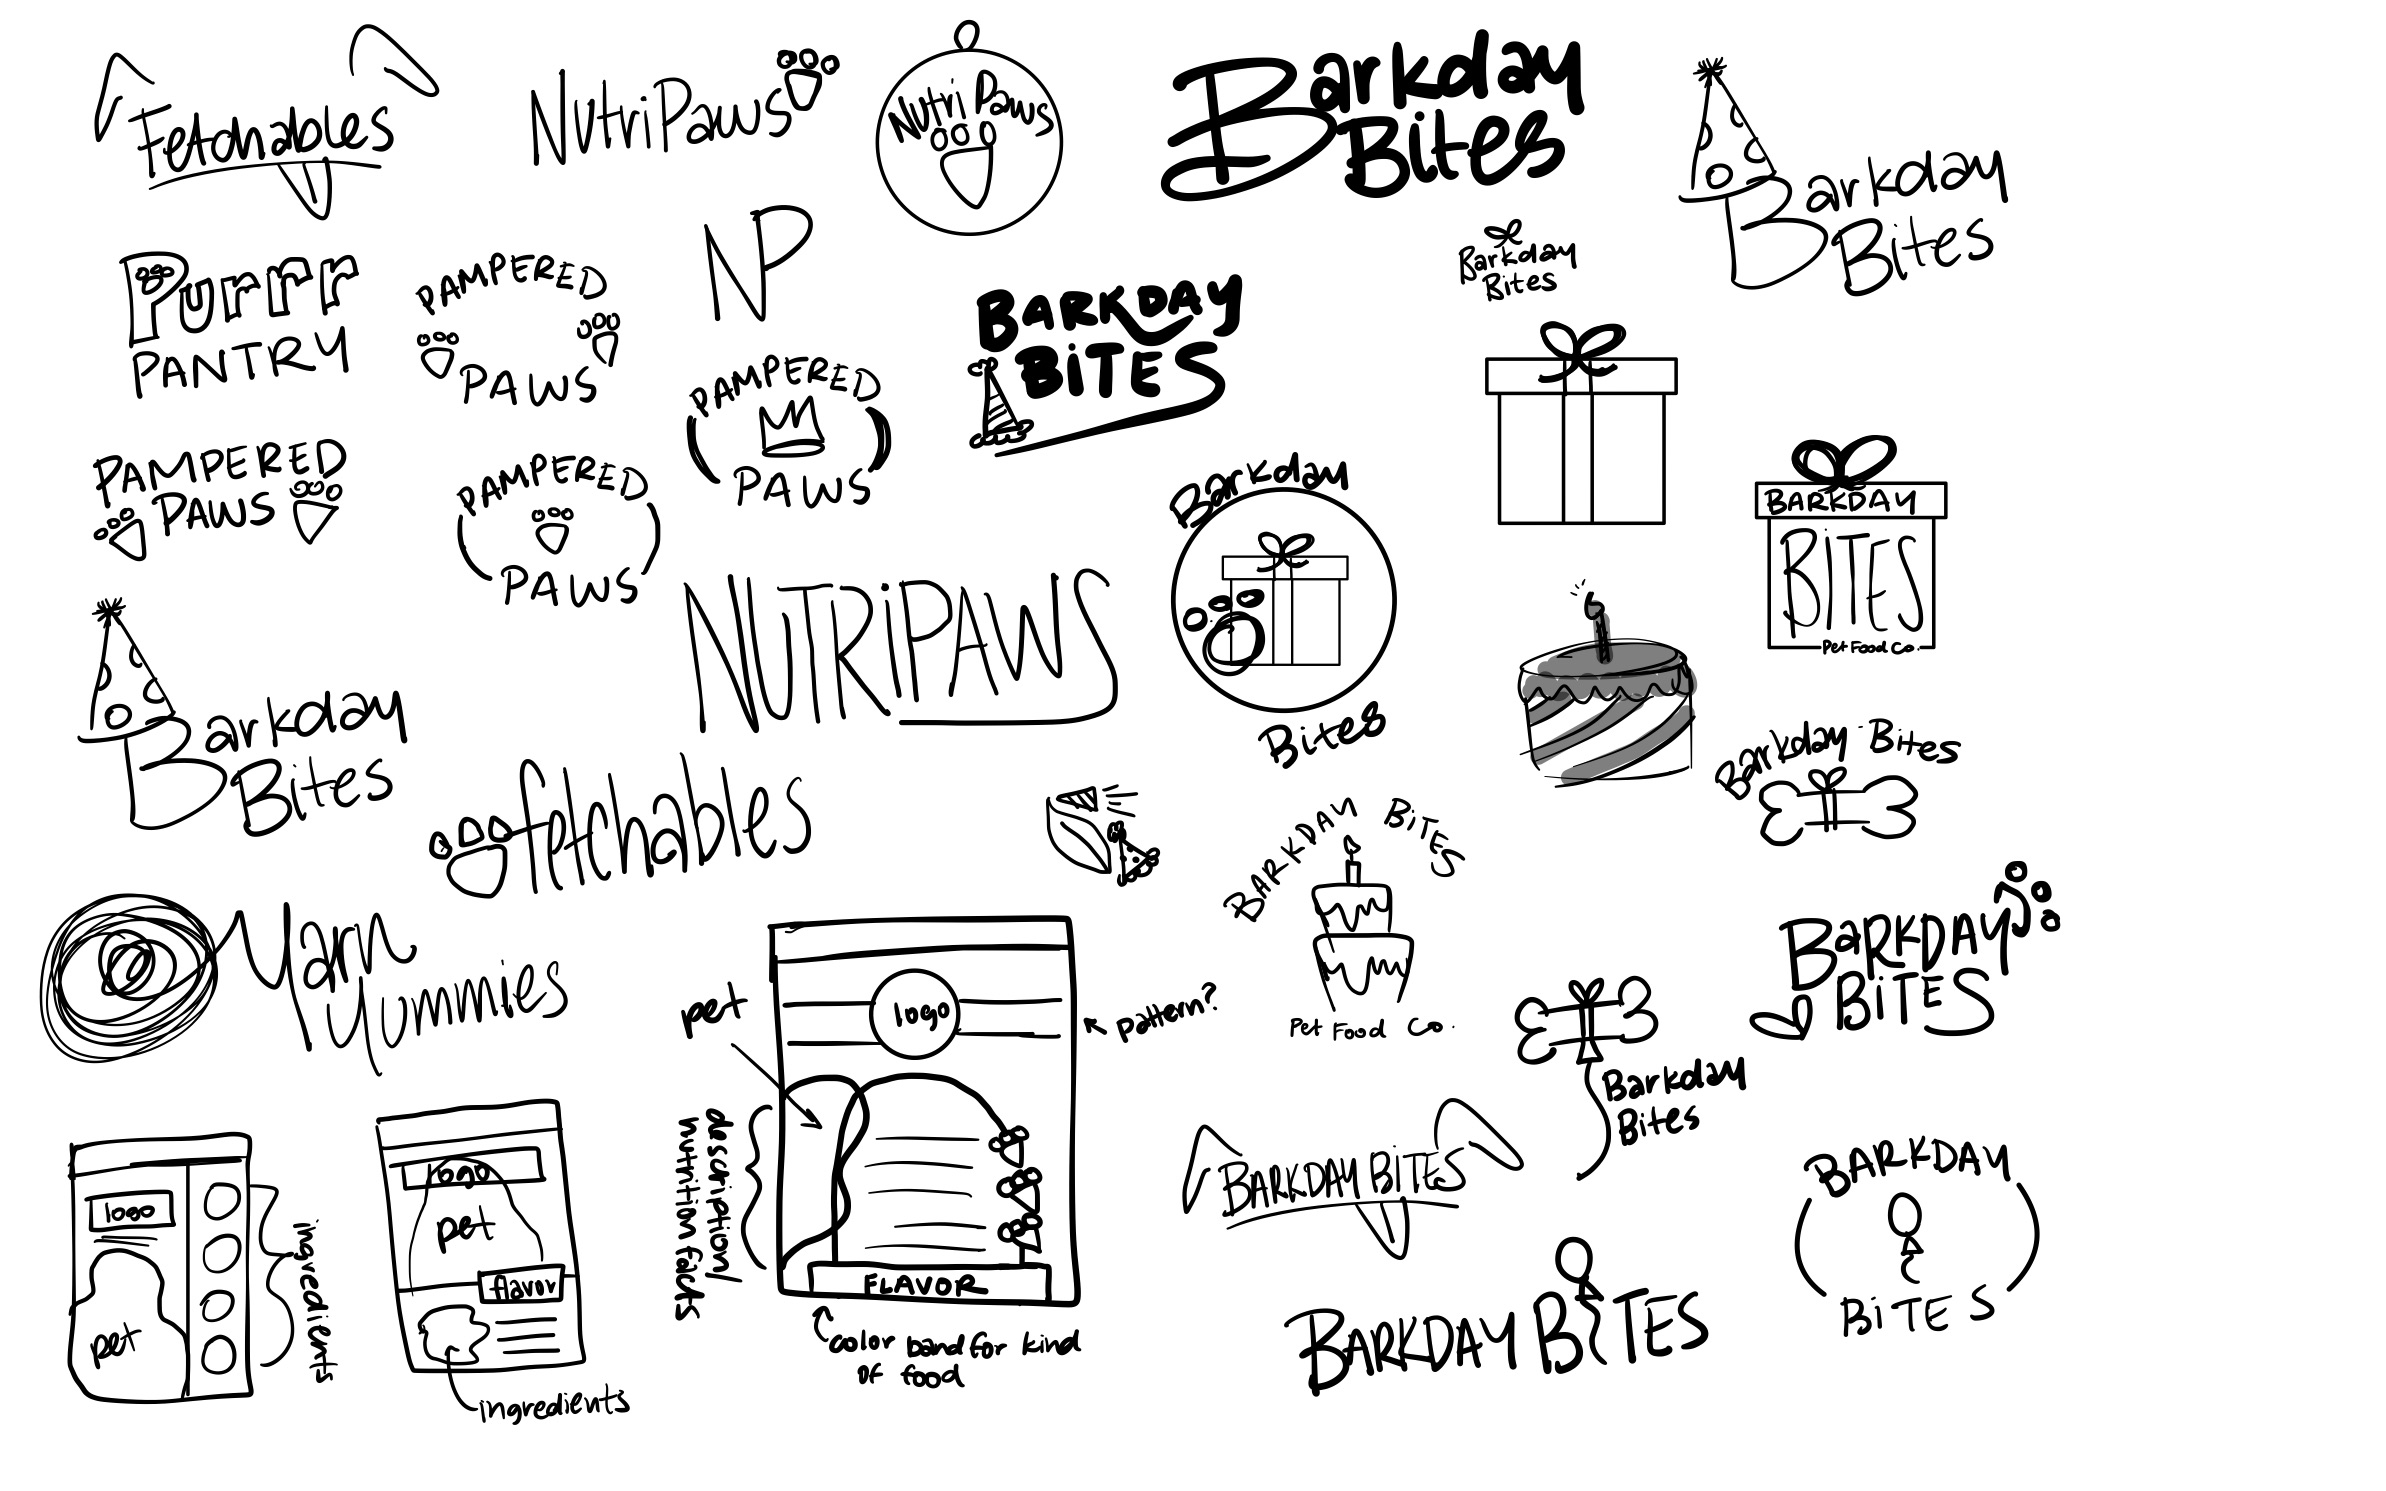 Fetchables
NutriPaws
Nutri Paws
Barkday
Bites
Barkday
Bites
Barkday
Bites
Purrrr
PANTRY
PAMPERED
PAWS
NP
BARKDAY
BiTES
PAMPERED
PAWS
PAMPERED
PAWS
PAMPERED
PAWS
BARKDAY
BiTES
Pet Food Co.
Barkday
Bites
NUTRiPAWS
Barkday
Bites
fetchables
Barkday Bites
BARKDAY BiTES
Pet Food Co.
Yarn
Yummies
BARKDAY
BiTES
Barkday
Bites
BARKDAY BiTES
BARKDAY
BiTES
BARKDAY BITES
logo
pet
ingredients
logo
pet
flavor
ingredients
pet
logo
pattern?
description/
nutrition facts
FLAVOR
color band for kind
of food